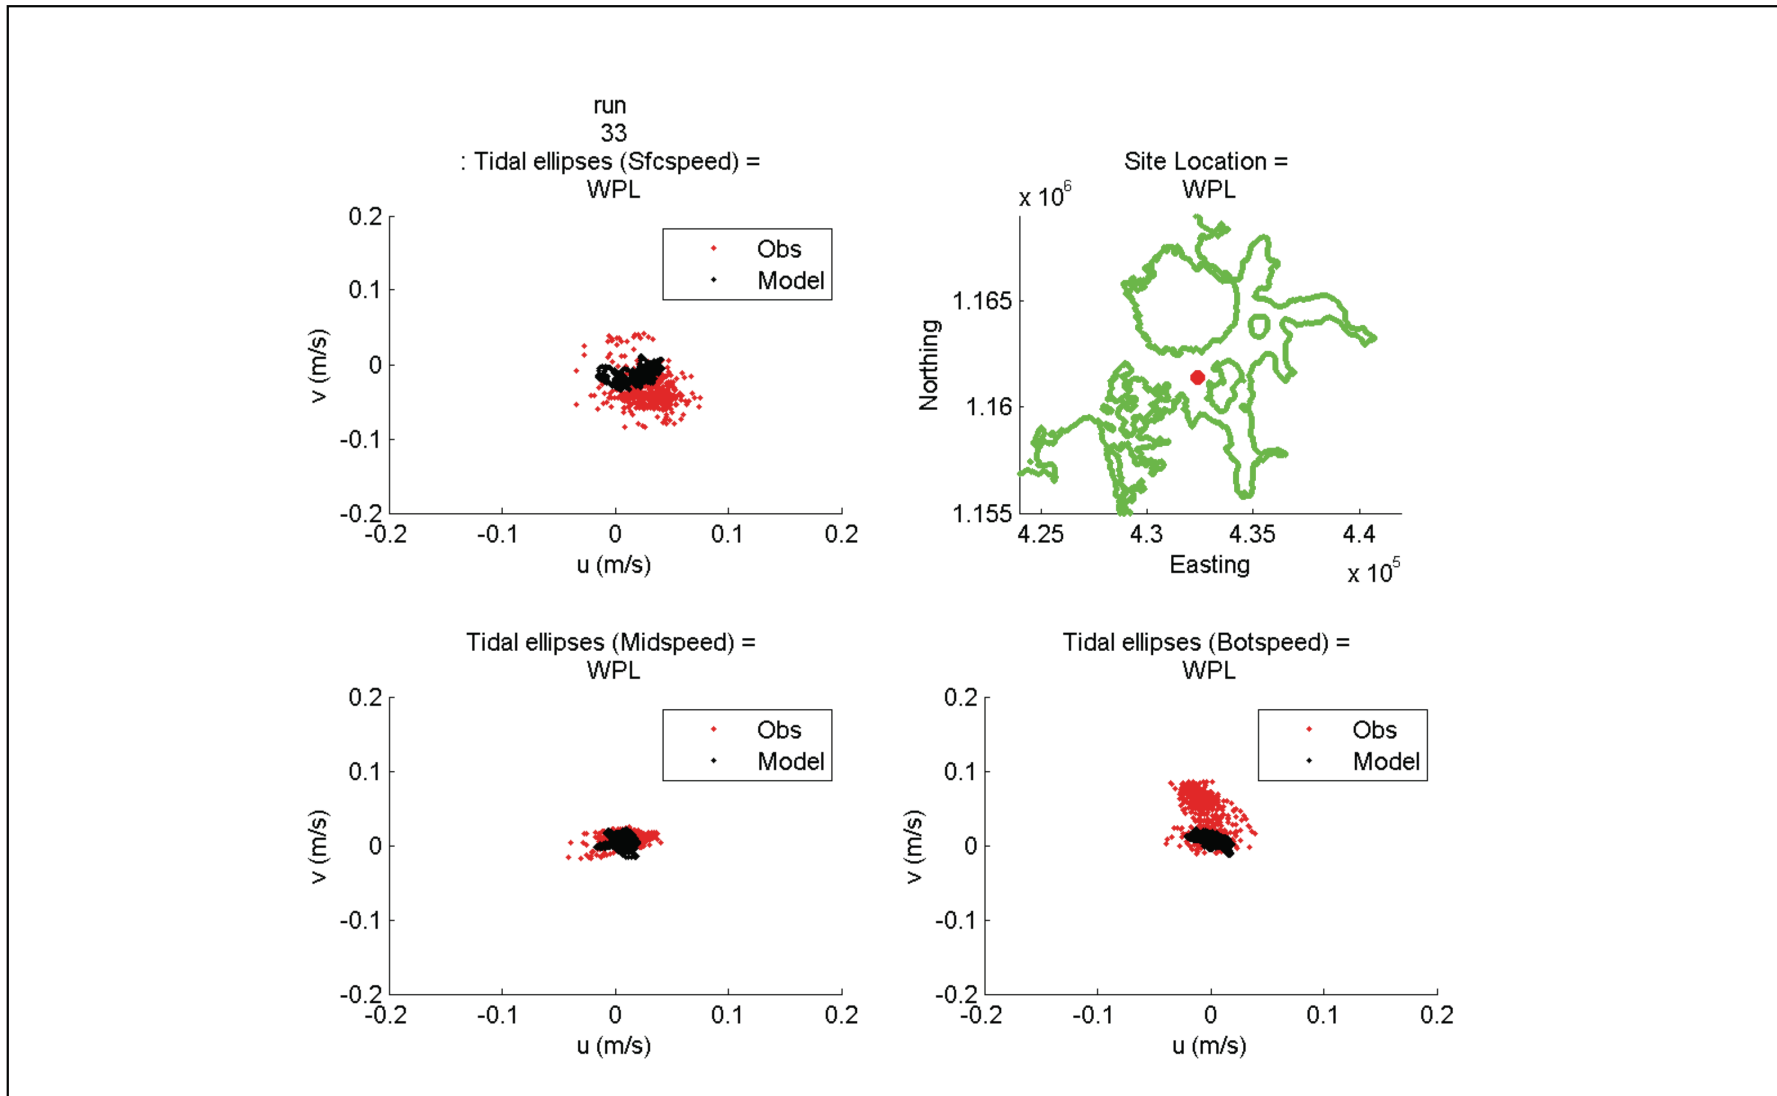 run
33
: Tidal ellipses (Sfcspeed) =
WPL
0.2
0.1
0
-0.1
-0.2
v (m/s)
-0.2
-0.1
0
0.1
0.2
u (m/s)
Obs
Model
Site Location =
WPL
x 10^6
1.165
1.16
1.155
Northing
4.25
4.3
4.35
4.4
Easting
x 10^5
Tidal ellipses (Midspeed) =
WPL
0.2
0.1
0
-0.1
-0.2
v (m/s)
-0.2
-0.1
0
0.1
0.2
u (m/s)
Obs
Model
Tidal ellipses (Botspeed) =
WPL
0.2
0.1
0
-0.1
-0.2
v (m/s)
-0.2
-0.1
0
0.1
0.2
u (m/s)
Obs
Model